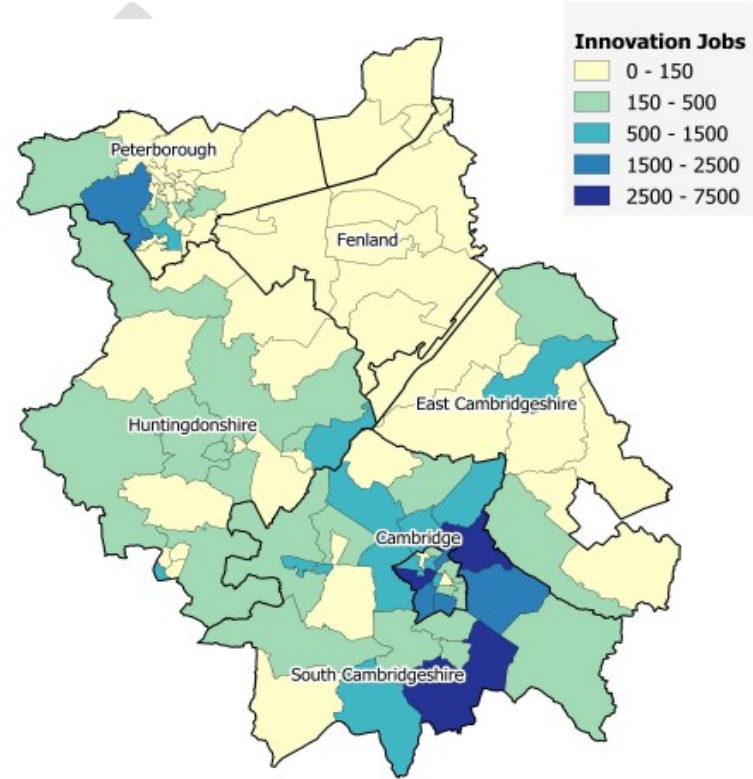 Innovation Jobs
0 - 150
150 - 500
500 - 1500
1500 - 2500
2500 - 7500
Peterborough
Fenland
East Cambridgeshire
Huntingdonshire
Cambridge
South Cambridgeshire